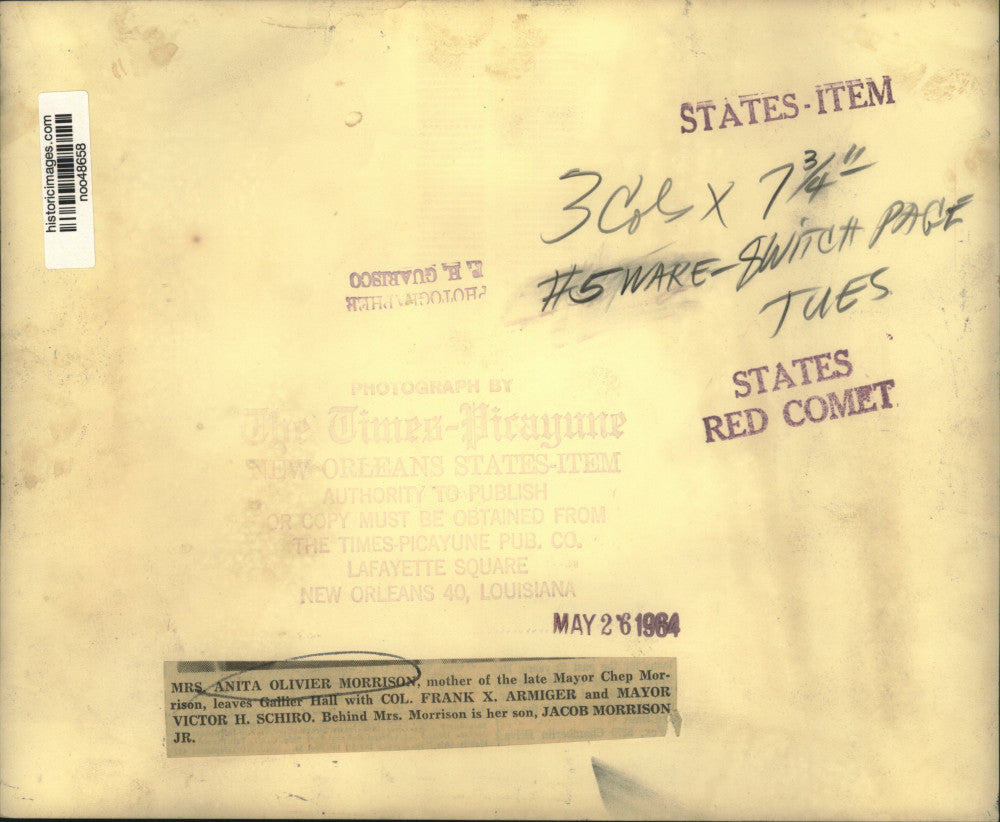 historicimages.com
noo48658
STATES-ITEM
3 Cols X 7 3/4"
#5 WAKE - SWITCH PAGE
TUES
PHOTOGRAPHER
E. H. GUARISCO
STATES
RED COMET
PHOTOGRAPH BY
The Times-Picayune
NEW ORLEANS STATES-ITEM
AUTHORITY TO PUBLISH
OR COPY MUST BE OBTAINED FROM
THE TIMES-PICAYUNE PUB. CO.
LAFAYETTE SQUARE
NEW ORLEANS 40, LOUISIANA
MAY 26 1964
MRS. ANITA OLIVIER MORRISON, mother of the late Mayor Chep Mor-
rison, leaves Gallier Hall with COL. FRANK X. ARMIGER and MAYOR
VICTOR H. SCHIRO. Behind Mrs. Morrison is her son, JACOB MORRISON
JR.